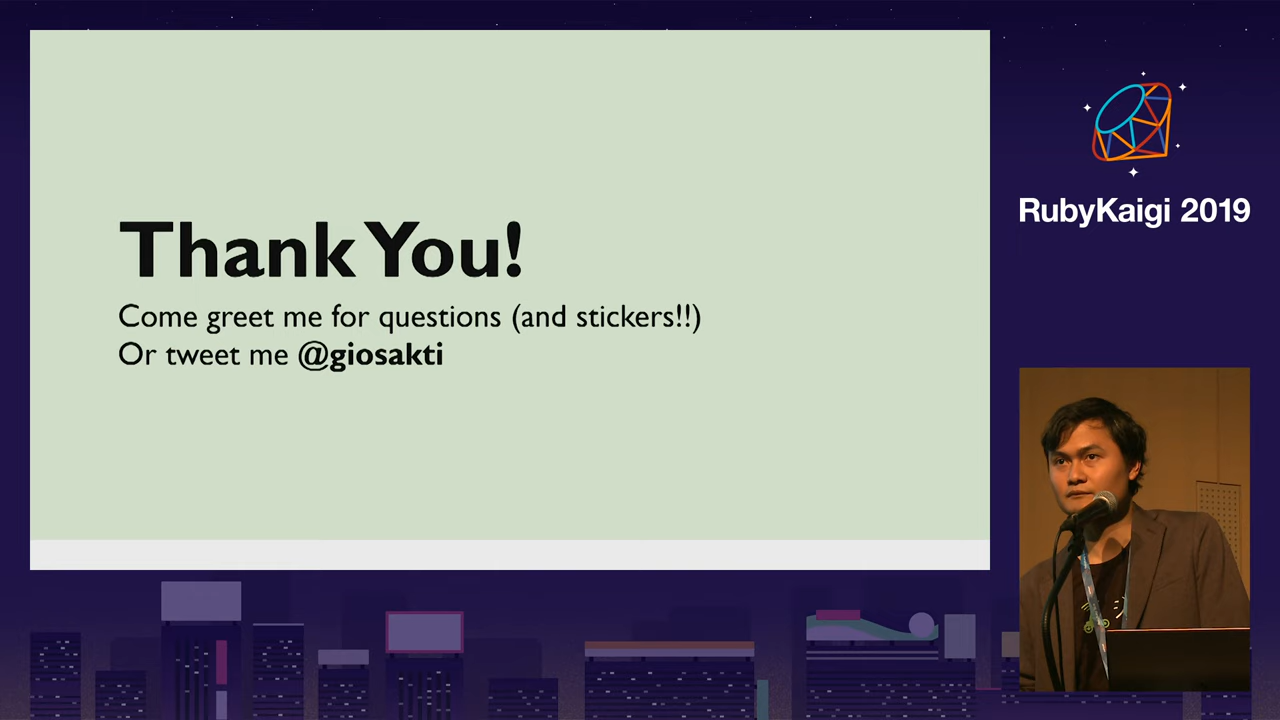 Thank You!
Come greet me for questions (and stickers!!)
Or tweet me @giosakti
RubyKaigi 2019